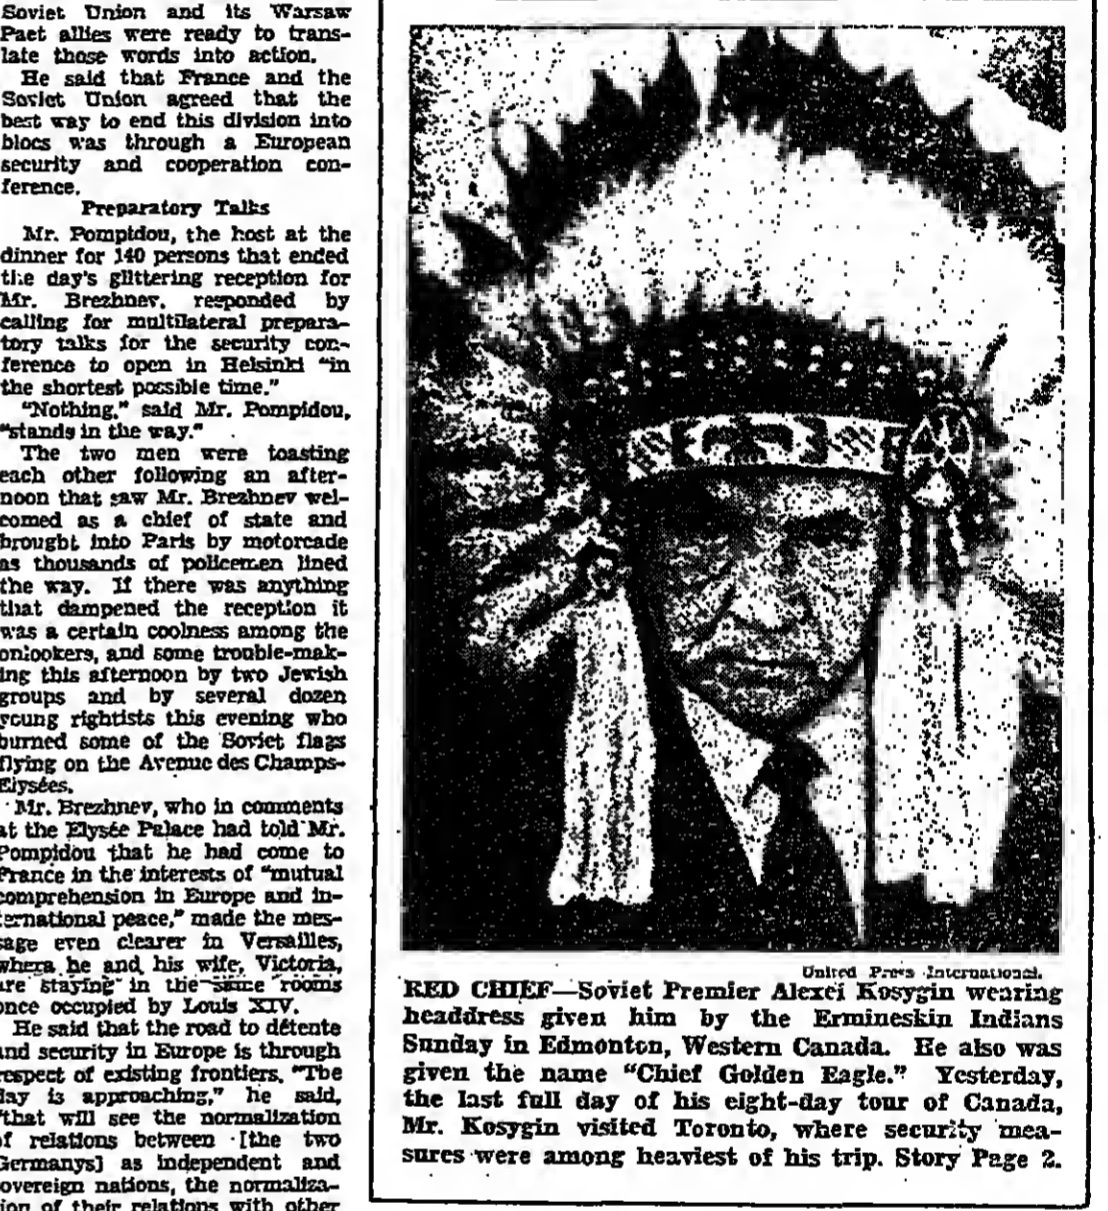 Soviet Union and its Warsaw
Paet allies were ready to trans-
late those words into action.
He said that France and the
Soviet Union agreed that the
best way to end this division into
blocs was through a European
security and cooperation con-
ference.
Preparatory Talks
Mr. Pompidou, the host at the
dinner for 140 persons that ended
the day's glittering reception for
Mr. Brezhnev, responded by
calling for multilateral prepara-
tory talks for the security con-
ference to open in Helsinki "in
the shortest possible time."
"Nothing," said Mr. Pompidou,
"stands in the way."
The two men were toasting
each other following an after-
noon that saw Mr. Brezhnev wel-
comed as a chief of state and
brought into Paris by motorcade
as thousands of policemen lined
the way. If there was anything
that dampened the reception it
was a certain coolness among the
onlookers, and some trouble-mak-
ing this afternoon by two Jewish
groups and by several dozen
young rightists this evening who
burned some of the Soviet flags
flying on the Avenue des Champs-
Elysées.
Mr. Brezhnev, who in comments
at the Elysée Palace had told Mr.
Pompidou that he had come to
France in the interests of "mutual
comprehension in Europe and in-
ternational peace," made the mes-
sage even clearer in Versailles,
where he and his wife, Victoria,
are staying in the same rooms
once occupied by Louis XIV.
He said that the road to détente
and security in Europe is through
respect of existing frontiers. "The
day is approaching," he said,
"that will see the normalization
of relations between [the two
Germanys] as independent and
sovereign nations, the normaliza-
tion of their relations with other
United Press International.
RED CHIEF—Soviet Premier Alexei Kosygin wearing
headdress given him by the Ermineskin Indians
Sunday in Edmonton, Western Canada. He also was
given the name "Chief Golden Eagle." Yesterday,
the last full day of his eight-day tour of Canada,
Mr. Kosygin visited Toronto, where security mea-
sures were among heaviest of his trip. Story Page 2.